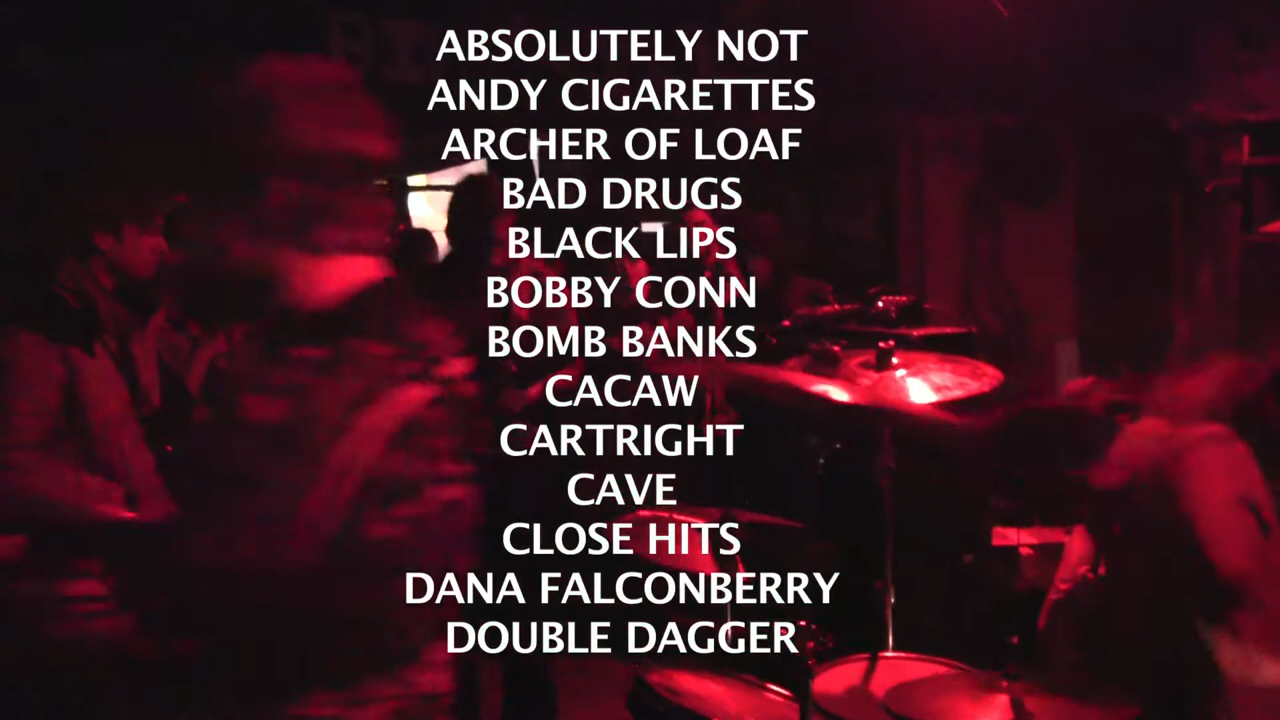 ABSOLUTELY NOT
ANDY CIGARETTES
ARCHER OF LOAF
BAD DRUGS
BLACK LIPS
BOBBY CONN
BOMB BANKS
CACAW
CARTRIGHT
CAVE
CLOSE HITS
DANA FALCONBERRY
DOUBLE DAGGER